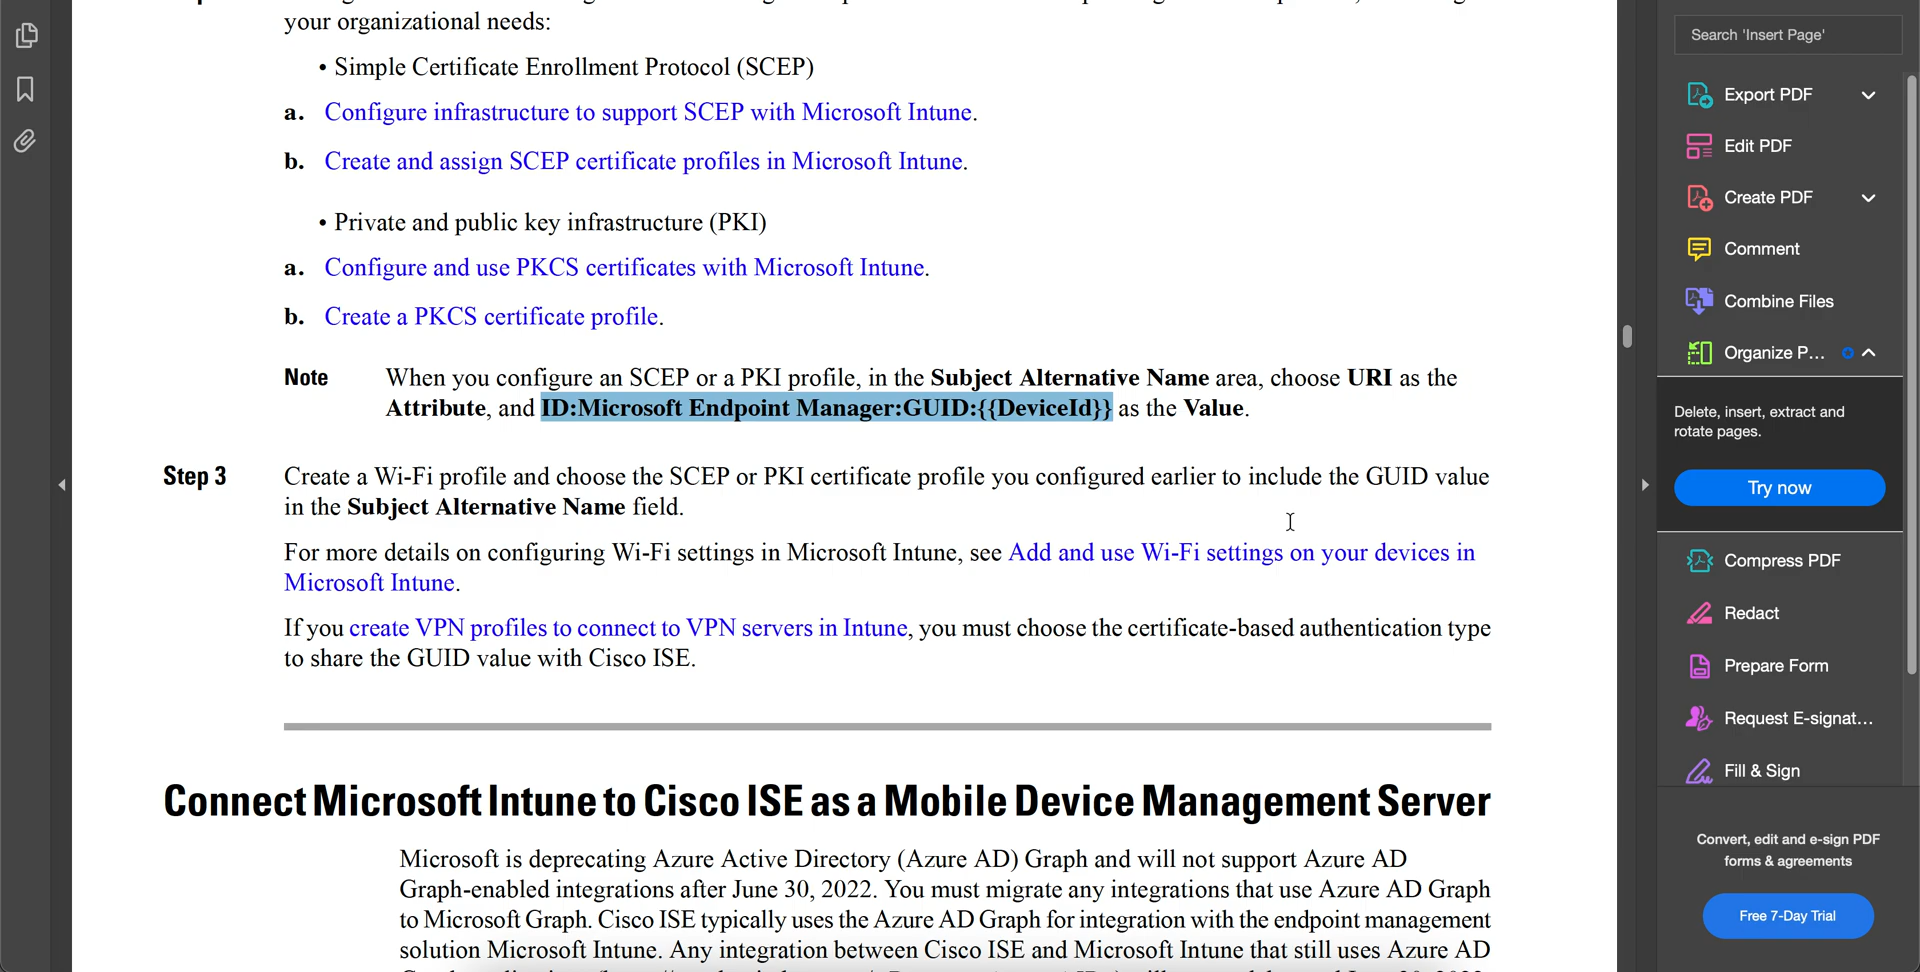 your organizational needs:
• Simple Certificate Enrollment Protocol (SCEP)
a. Configure infrastructure to support SCEP with Microsoft Intune.
b. Create and assign SCEP certificate profiles in Microsoft Intune.
• Private and public key infrastructure (PKI)
a. Configure and use PKCS certificates with Microsoft Intune.
b. Create a PKCS certificate profile.
Note When you configure an SCEP or a PKI profile, in the Subject Alternative Name area, choose URI as the
Attribute, and ID:Microsoft Endpoint Manager:GUID:{{DeviceId}} as the Value.
Step 3 Create a Wi-Fi profile and choose the SCEP or PKI certificate profile you configured earlier to include the GUID value
in the Subject Alternative Name field.
For more details on configuring Wi-Fi settings in Microsoft Intune, see Add and use Wi-Fi settings on your devices in
Microsoft Intune.
If you create VPN profiles to connect to VPN servers in Intune, you must choose the certificate-based authentication type
to share the GUID value with Cisco ISE.
Connect Microsoft Intune to Cisco ISE as a Mobile Device Management Server
Microsoft is deprecating Azure Active Directory (Azure AD) Graph and will not support Azure AD
Graph-enabled integrations after June 30, 2022. You must migrate any integrations that use Azure AD Graph
to Microsoft Graph. Cisco ISE typically uses the Azure AD Graph for integration with the endpoint management
solution Microsoft Intune. Any integration between Cisco ISE and Microsoft Intune that still uses Azure AD
Search 'Insert Page'
Export PDF
Edit PDF
Create PDF
Comment
Combine Files
Organize P...
Delete, insert, extract and
rotate pages.
Try now
Compress PDF
Redact
Prepare Form
Request E-signat...
Fill & Sign
Convert, edit and e-sign PDF
forms & agreements
Free 7-Day Trial